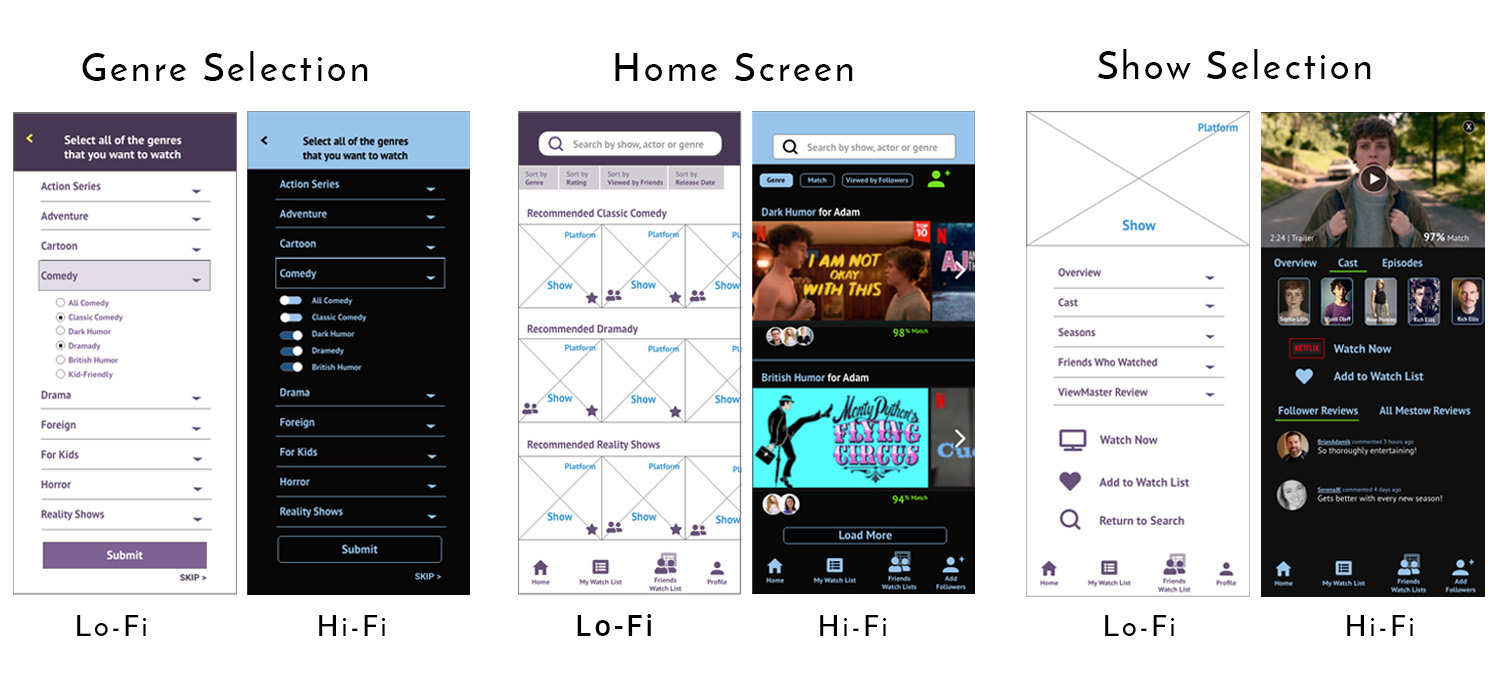 Genre Selection
Home Screen
Show Selection
Select all of the genres
that you want to watch
Action Series
Adventure
Cartoon
Comedy
All Comedy
Classic Comedy
Dark Humor
Dramady
British Humor
Kid-Friendly
Drama
Foreign
For Kids
Horror
Reality Shows
Submit
SKIP >
Select all of the genres
that you want to watch
Action Series
Adventure
Cartoon
Comedy
All Comedy
Classic Comedy
Dark Humor
Dramedy
British Humor
Drama
Foreign
For Kids
Horror
Reality Shows
Submit
SKIP >
Search by show, actor or genre
Sort by
Genre
Sort by
Rating
Sort by
Viewed by Friends
Sort by
Release Date
Recommended Classic Comedy
Platform
Platform
Pl
Show
Show
Show
Recommended Dramady
Platform
Platform
Pl
Show
Show
Show
Recommended Reality Shows
Platform
Platform
Pl
Show
Show
Show
Home
My Watch List
Friends
Watch List
Profile
Search by show, actor or genre
Genre
Match
Viewed by Followers
Dark Humor for Adam
TOP
10
N
I AM NOT
OKAY
WITH THIS
98% Match
British Humor for Adam
Monty Python's
FLYING
CIRCUS
N
Cu
94% Match
Load More
Home
My Watch List
Friends
Watch Lists
Add
Followers
Platform
Show
Overview
Cast
Seasons
Friends Who Watched
ViewMaster Review
Watch Now
Add to Watch List
Return to Search
Home
My Watch List
Friends
Watch List
Profile
X
2:24 | Trailer
97% Match
Overview
Cast
Episodes
Sophia Lillis
Wyatt Oleff
Rich Ellis
Rich Ellis
NETFLIX
Watch Now
Add to Watch List
Follower Reviews
All Mestow Reviews
BrianAdamik commented 3 hours ago
So thoroughly entertaining!
SerenaJK commented 4 days ago
Gets better with every new season!
Home
My Watch List
Friends
Watch Lists
Add
Followers
Lo-Fi
Hi-Fi
Lo-Fi
Hi-Fi
Lo-Fi
Hi-Fi